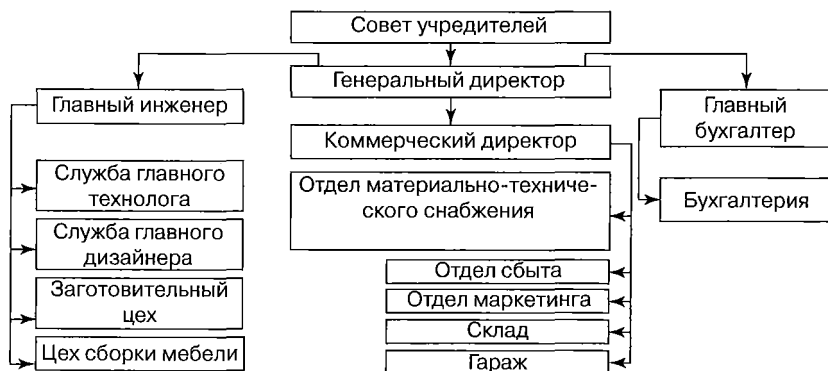 Совет учредителей
Генеральный директор
Главный инженер
Главный
бухгалтер
Коммерческий директор
Служба главного
технолога
Отдел материально-техниче-
ского снабжения
Бухгалтерия
Служба главного
дизайнера
Отдел сбыта
Заготовительный
цех
Отдел маркетинга
Склад
Цех сборки мебели
Гараж